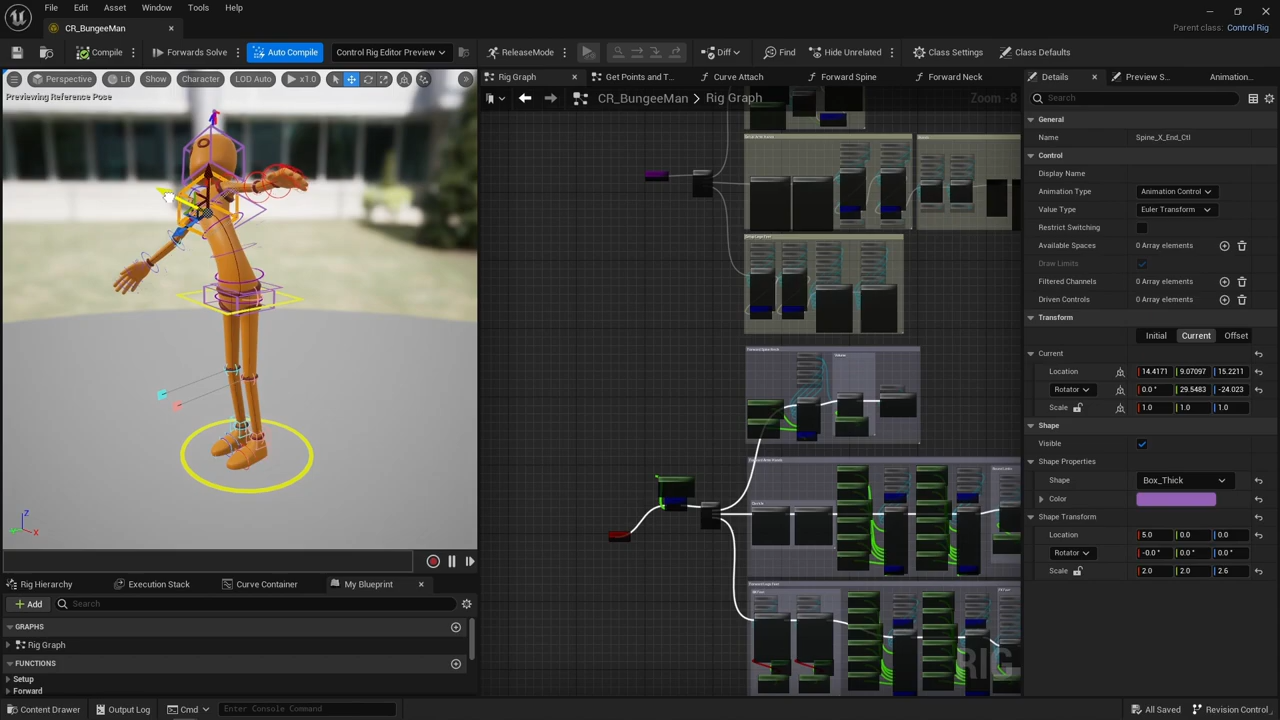 File Edit Asset Window Tools Help
CR_BungeeMan
Parent class: Control Rig
Compile
Forwards Solve
Auto Compile
Control Rig Editor Preview
ReleaseMode
Diff
Find
Hide Unrelated
Class Settings
Class Defaults
Perspective
Lit
Show
Character
LOD Auto
x1.0
Previewing Reference Pose
Rig Graph
Get Points and T...
Curve Attach
Forward Spine
Forward Neck
CR_BungeeMan > Rig Graph
Zoom -8
RIG
Z
X
Details
Preview S...
Animation...
Search
General
Name
Spine_X_End_Ctl
Control
Display Name
Animation Type
Animation Control
Value Type
Euler Transform
Restrict Switching
Available Spaces
0 Array elements
Draw Limits
Filtered Channels
0 Array elements
Driven Controls
0 Array elements
Transform
Initial
Current
Offset
Current
Location
14.4171
9.07097
15.2211
Rotator
0.0 °
29.5483
-24.023
Scale
1.0
1.0
1.0
Shape
Visible
Shape Properties
Shape
Box_Thick
Color
Shape Transform
Location
5.0
0.0
0.0
Rotator
-0.0 °
0.0 °
0.0 °
Scale
2.0
2.0
2.6
Rig Hierarchy
Execution Stack
Curve Container
My Blueprint
Add
Search
GRAPHS
Rig Graph
FUNCTIONS
Setup
Forward
Content Drawer
Output Log
Cmd
Enter Console Command
All Saved
Revision Control